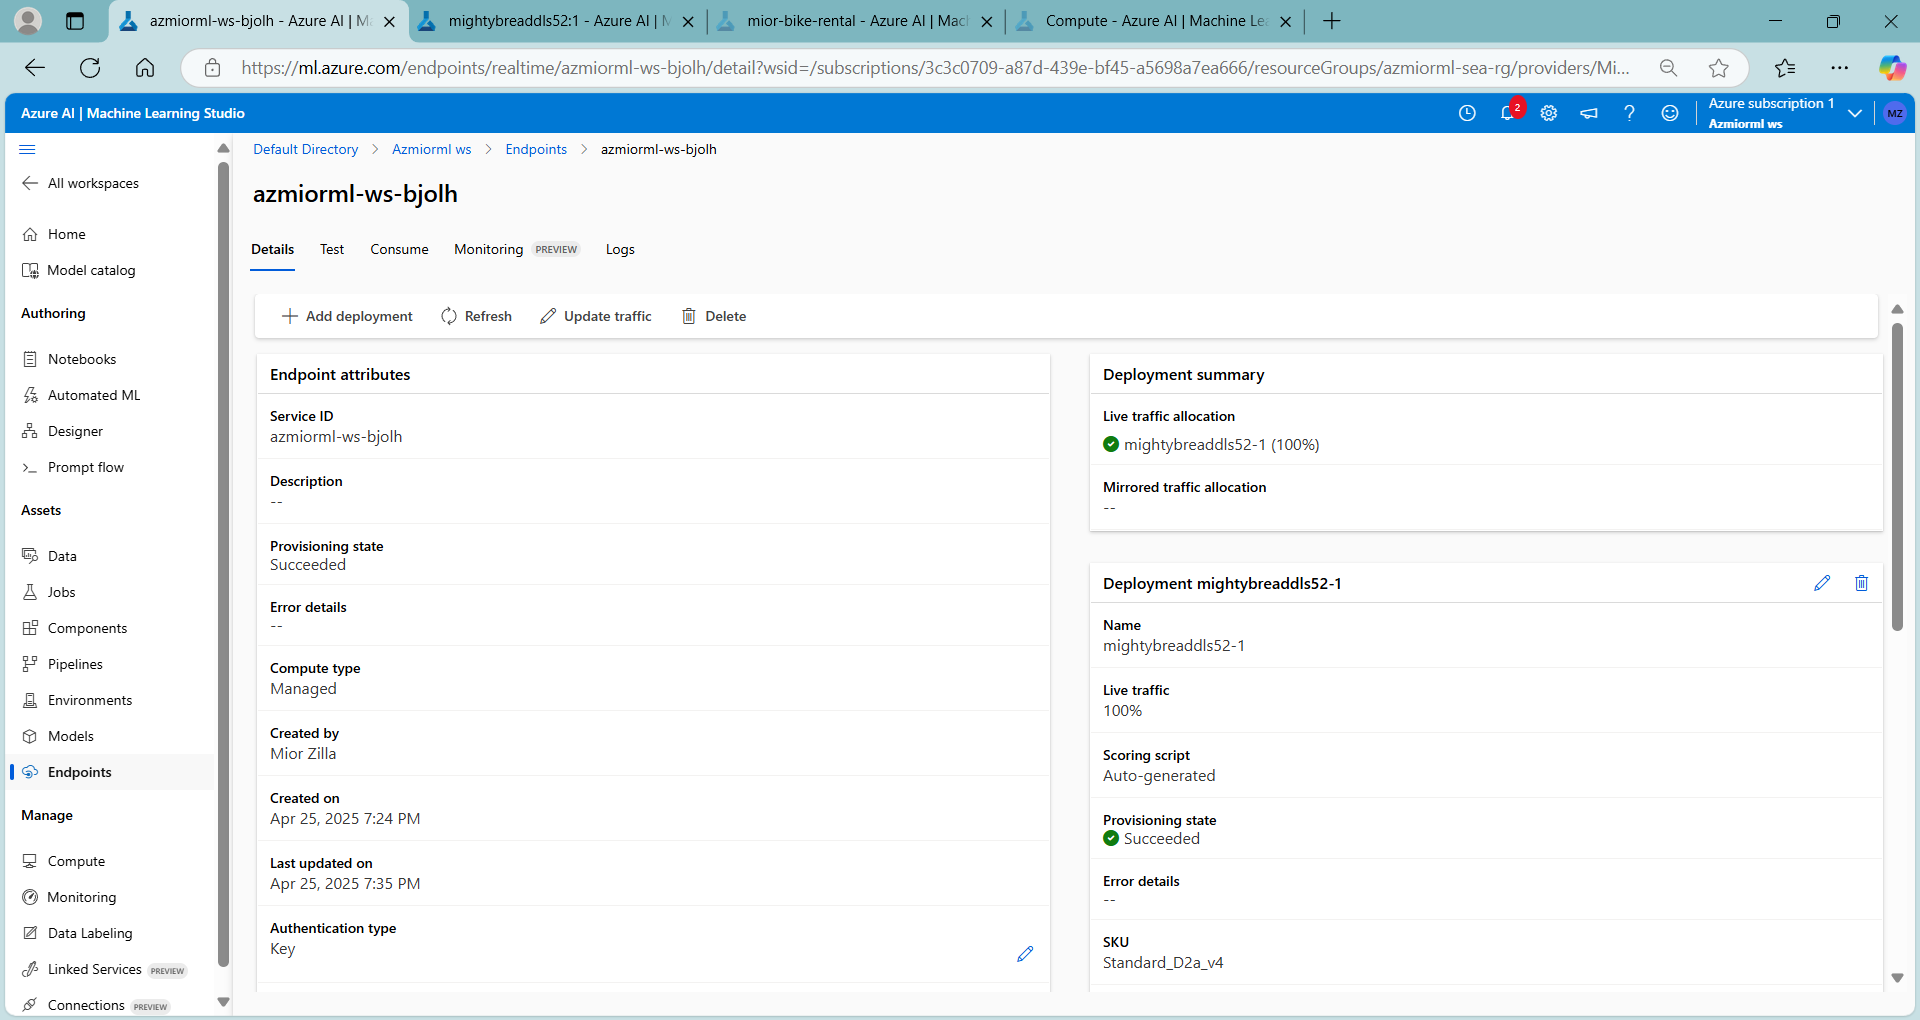 azmiorml-ws-bjolh - Azure AI | Ma
mightybreaddls52:1 - Azure AI | M
mior-bike-rental - Azure AI | Mach
Compute - Azure AI | Machine Lea
https://ml.azure.com/endpoints/realtime/azmiorml-ws-bjolh/detail?wsid=/subscriptions/3c3c0709-a87d-439e-bf45-a5698a7ea666/resourceGroups/azmiorml-sea-rg/providers/Mi...
Azure AI | Machine Learning Studio
2
?
Azure subscription 1
Azmiorml ws
MZ
All workspaces
Home
Model catalog
Authoring
Notebooks
Automated ML
Designer
Prompt flow
Assets
Data
Jobs
Components
Pipelines
Environments
Models
Endpoints
Manage
Compute
Monitoring
Data Labeling
Linked Services PREVIEW
Connections PREVIEW
Default Directory > Azmiorml ws > Endpoints > azmiorml-ws-bjolh
azmiorml-ws-bjolh
Details Test Consume Monitoring PREVIEW Logs
Add deployment Refresh Update traffic Delete
Endpoint attributes
Service ID
azmiorml-ws-bjolh
Description
--
Provisioning state
Succeeded
Error details
--
Compute type
Managed
Created by
Mior Zilla
Created on
Apr 25, 2025 7:24 PM
Last updated on
Apr 25, 2025 7:35 PM
Authentication type
Key
Deployment summary
Live traffic allocation
mightybreaddls52-1 (100%)
Mirrored traffic allocation
--
Deployment mightybreaddls52-1
Name
mightybreaddls52-1
Live traffic
100%
Scoring script
Auto-generated
Provisioning state
Succeeded
Error details
--
SKU
Standard_D2a_v4